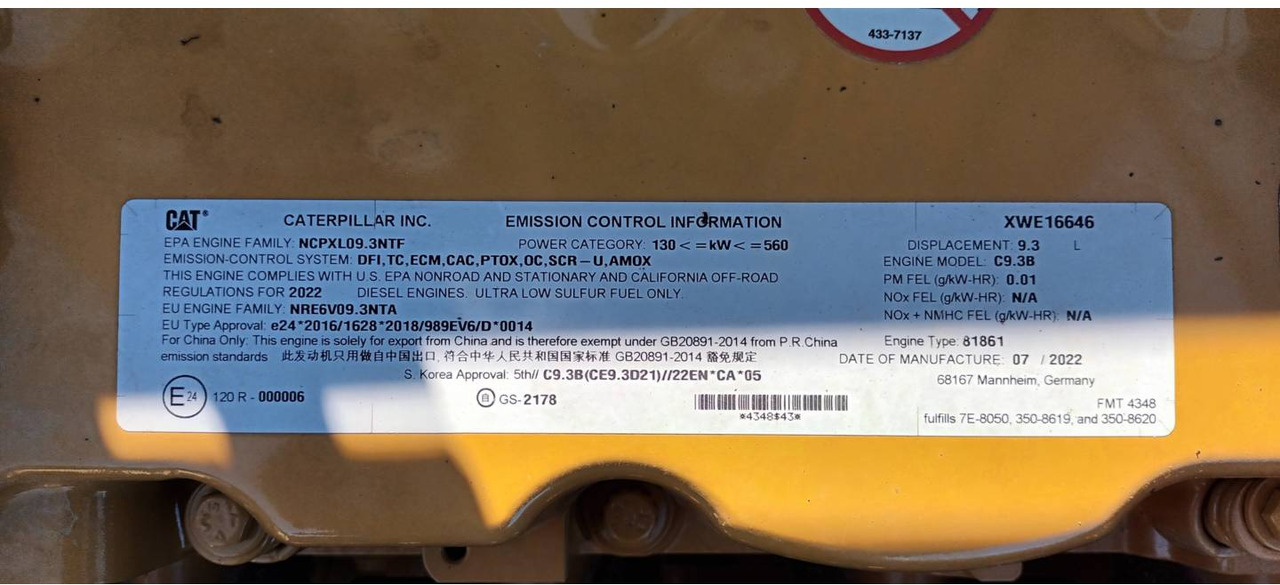 433-7137
CAT® CATERPILLAR INC. EMISSION CONTROL INFORMATION XWE16646
EPA ENGINE FAMILY: NCPXL09.3NTF POWER CATEGORY: 130 <=kW<=560 DISPLACEMENT: 9.3 L
EMISSION-CONTROL SYSTEM: DFI,TC,ECM,CAC,PTOX,OC,SCR-U,AMOX ENGINE MODEL: C9.3B
THIS ENGINE COMPLIES WITH U.S. EPA NONROAD AND STATIONARY AND CALIFORNIA OFF-ROAD PM FEL (g/kW-HR): 0.01
REGULATIONS FOR 2022 DIESEL ENGINES. ULTRA LOW SULFUR FUEL ONLY. NOx FEL (g/kW-HR): N/A
EU ENGINE FAMILY: NRE6V09.3NTA NOx + NMHC FEL (g/kW-HR): N/A
EU Type Approval: e24*2016/1628*2018/989EV6/D*0014
For China Only: This engine is solely for export from China and is therefore exempt under GB20891-2014 from P.R.China Engine Type: 81861
emission standards 此发动机只用做自中国出口, 符合中华人民共和国国家标准 GB20891-2014 豁免规定 DATE OF MANUFACTURE: 07 / 2022
S. Korea Approval: 5th// C9.3B(CE9.3D21)//22EN*CA*05 68167 Mannheim, Germany
E24 120 R - 000006 自 GS-2178 *4348$43* FMT 4348
fulfills 7E-8050, 350-8619, and 350-8620